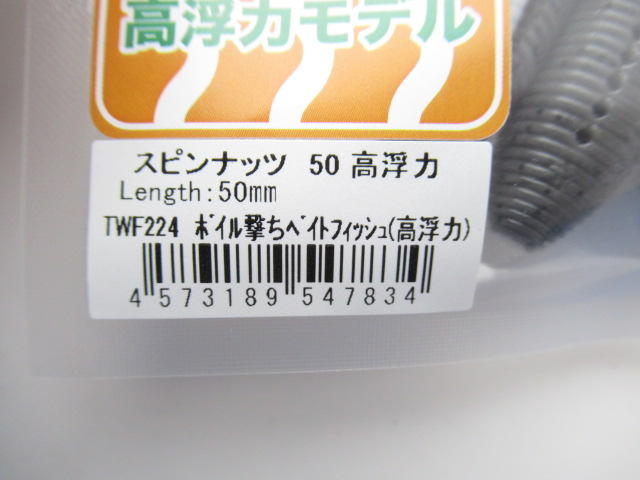 高浮力モデル
スピンナッツ 50 高浮力
Length:50mm
TWF224 ボイル撃ちベイトフィッシュ(高浮力)
4 573189 547834